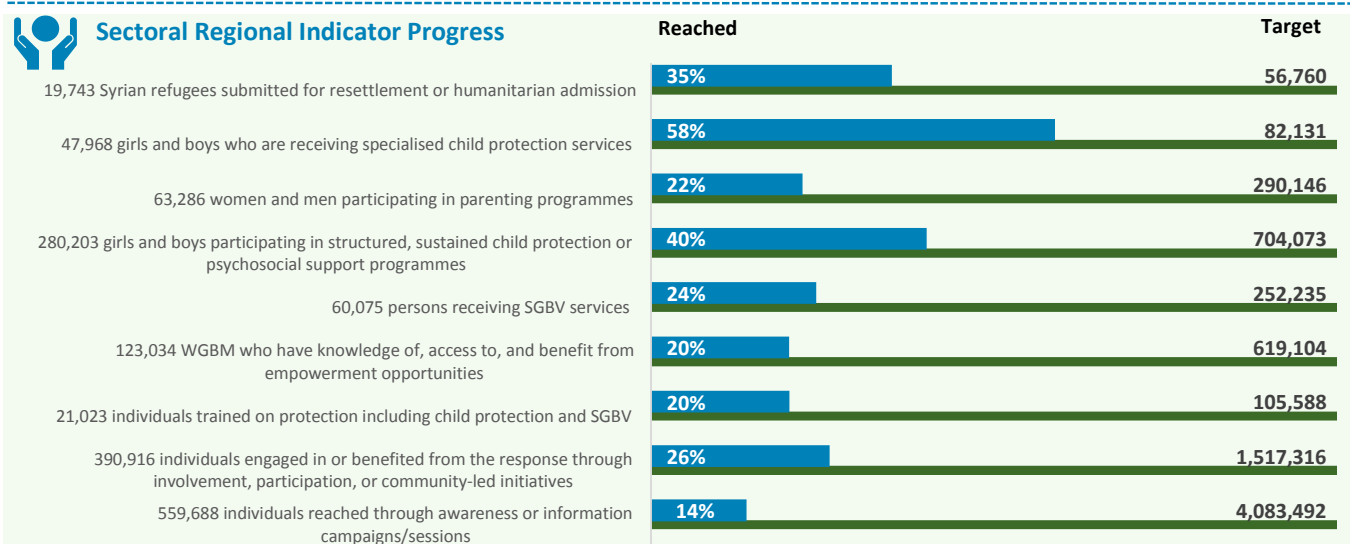 Sectoral Regional Indicator Progress Reached Target
19,743 Syrian refugees submitted for resettlement or humanitarian admission 35% 56,760
47,968 girls and boys who are receiving specialised child protection services 58% 82,131
63,286 women and men participating in parenting programmes 22% 290,146
280,203 girls and boys participating in structured, sustained child protection or
psychosocial support programmes
40% 704,073
60,075 persons receiving SGBV services 24% 252,235
123,034 WGBM who have knowledge of, access to, and benefit from
empowerment opportunities
20% 619,104
21,023 individuals trained on protection including child protection and SGBV 20% 105,588
390,916 individuals engaged in or benefited from the response through
involvement, participation, or community-led initiatives
26% 1,517,316
559,688 individuals reached through awareness or information
campaigns/sessions
14% 4,083,492